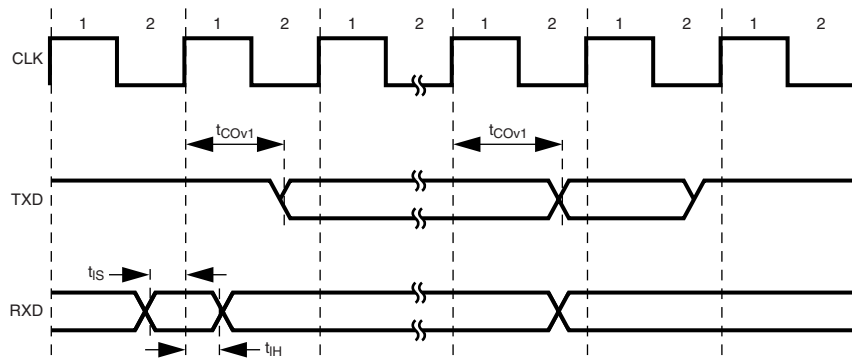 1 2 1 2 1 2 1 2 1 2 1 2
CLK
tCOv1 tCOv1
TXD
tIS
RXD
tIH